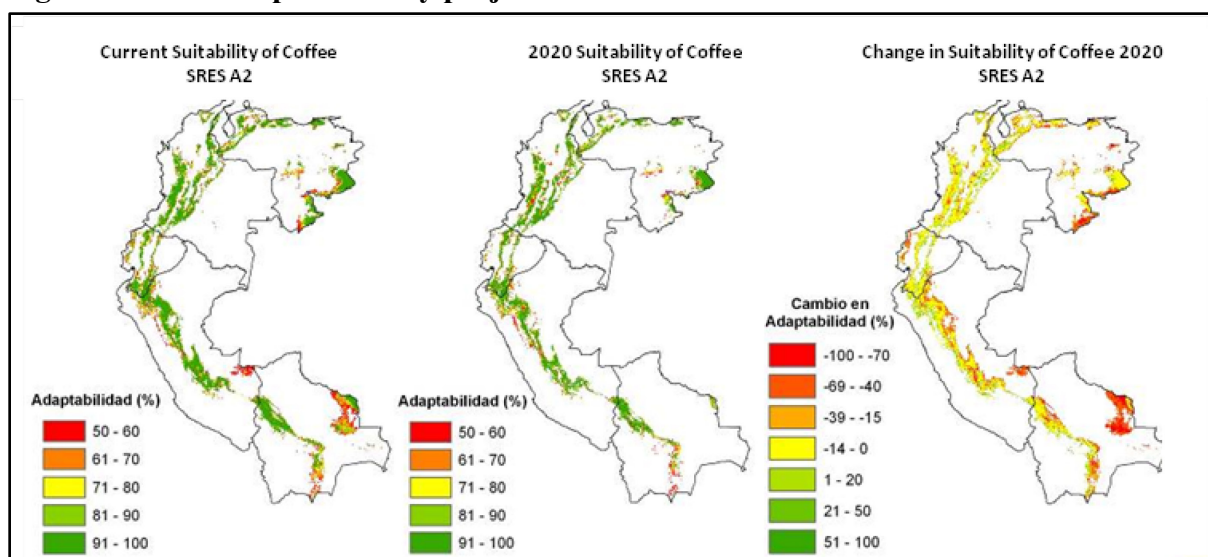 Current Suitability of Coffee
SRES A2
2020 Suitability of Coffee
SRES A2
Change in Suitability of Coffee 2020
SRES A2
Adaptabilidad (%)
50 - 60
61 - 70
71 - 80
81 - 90
91 - 100
Adaptabilidad (%)
50 - 60
61 - 70
71 - 80
81 - 90
91 - 100
Cambio en
Adaptabilidad (%)
-100 - -70
-69 - -40
-39 - -15
-14 - 0
1 - 20
21 - 50
51 - 100